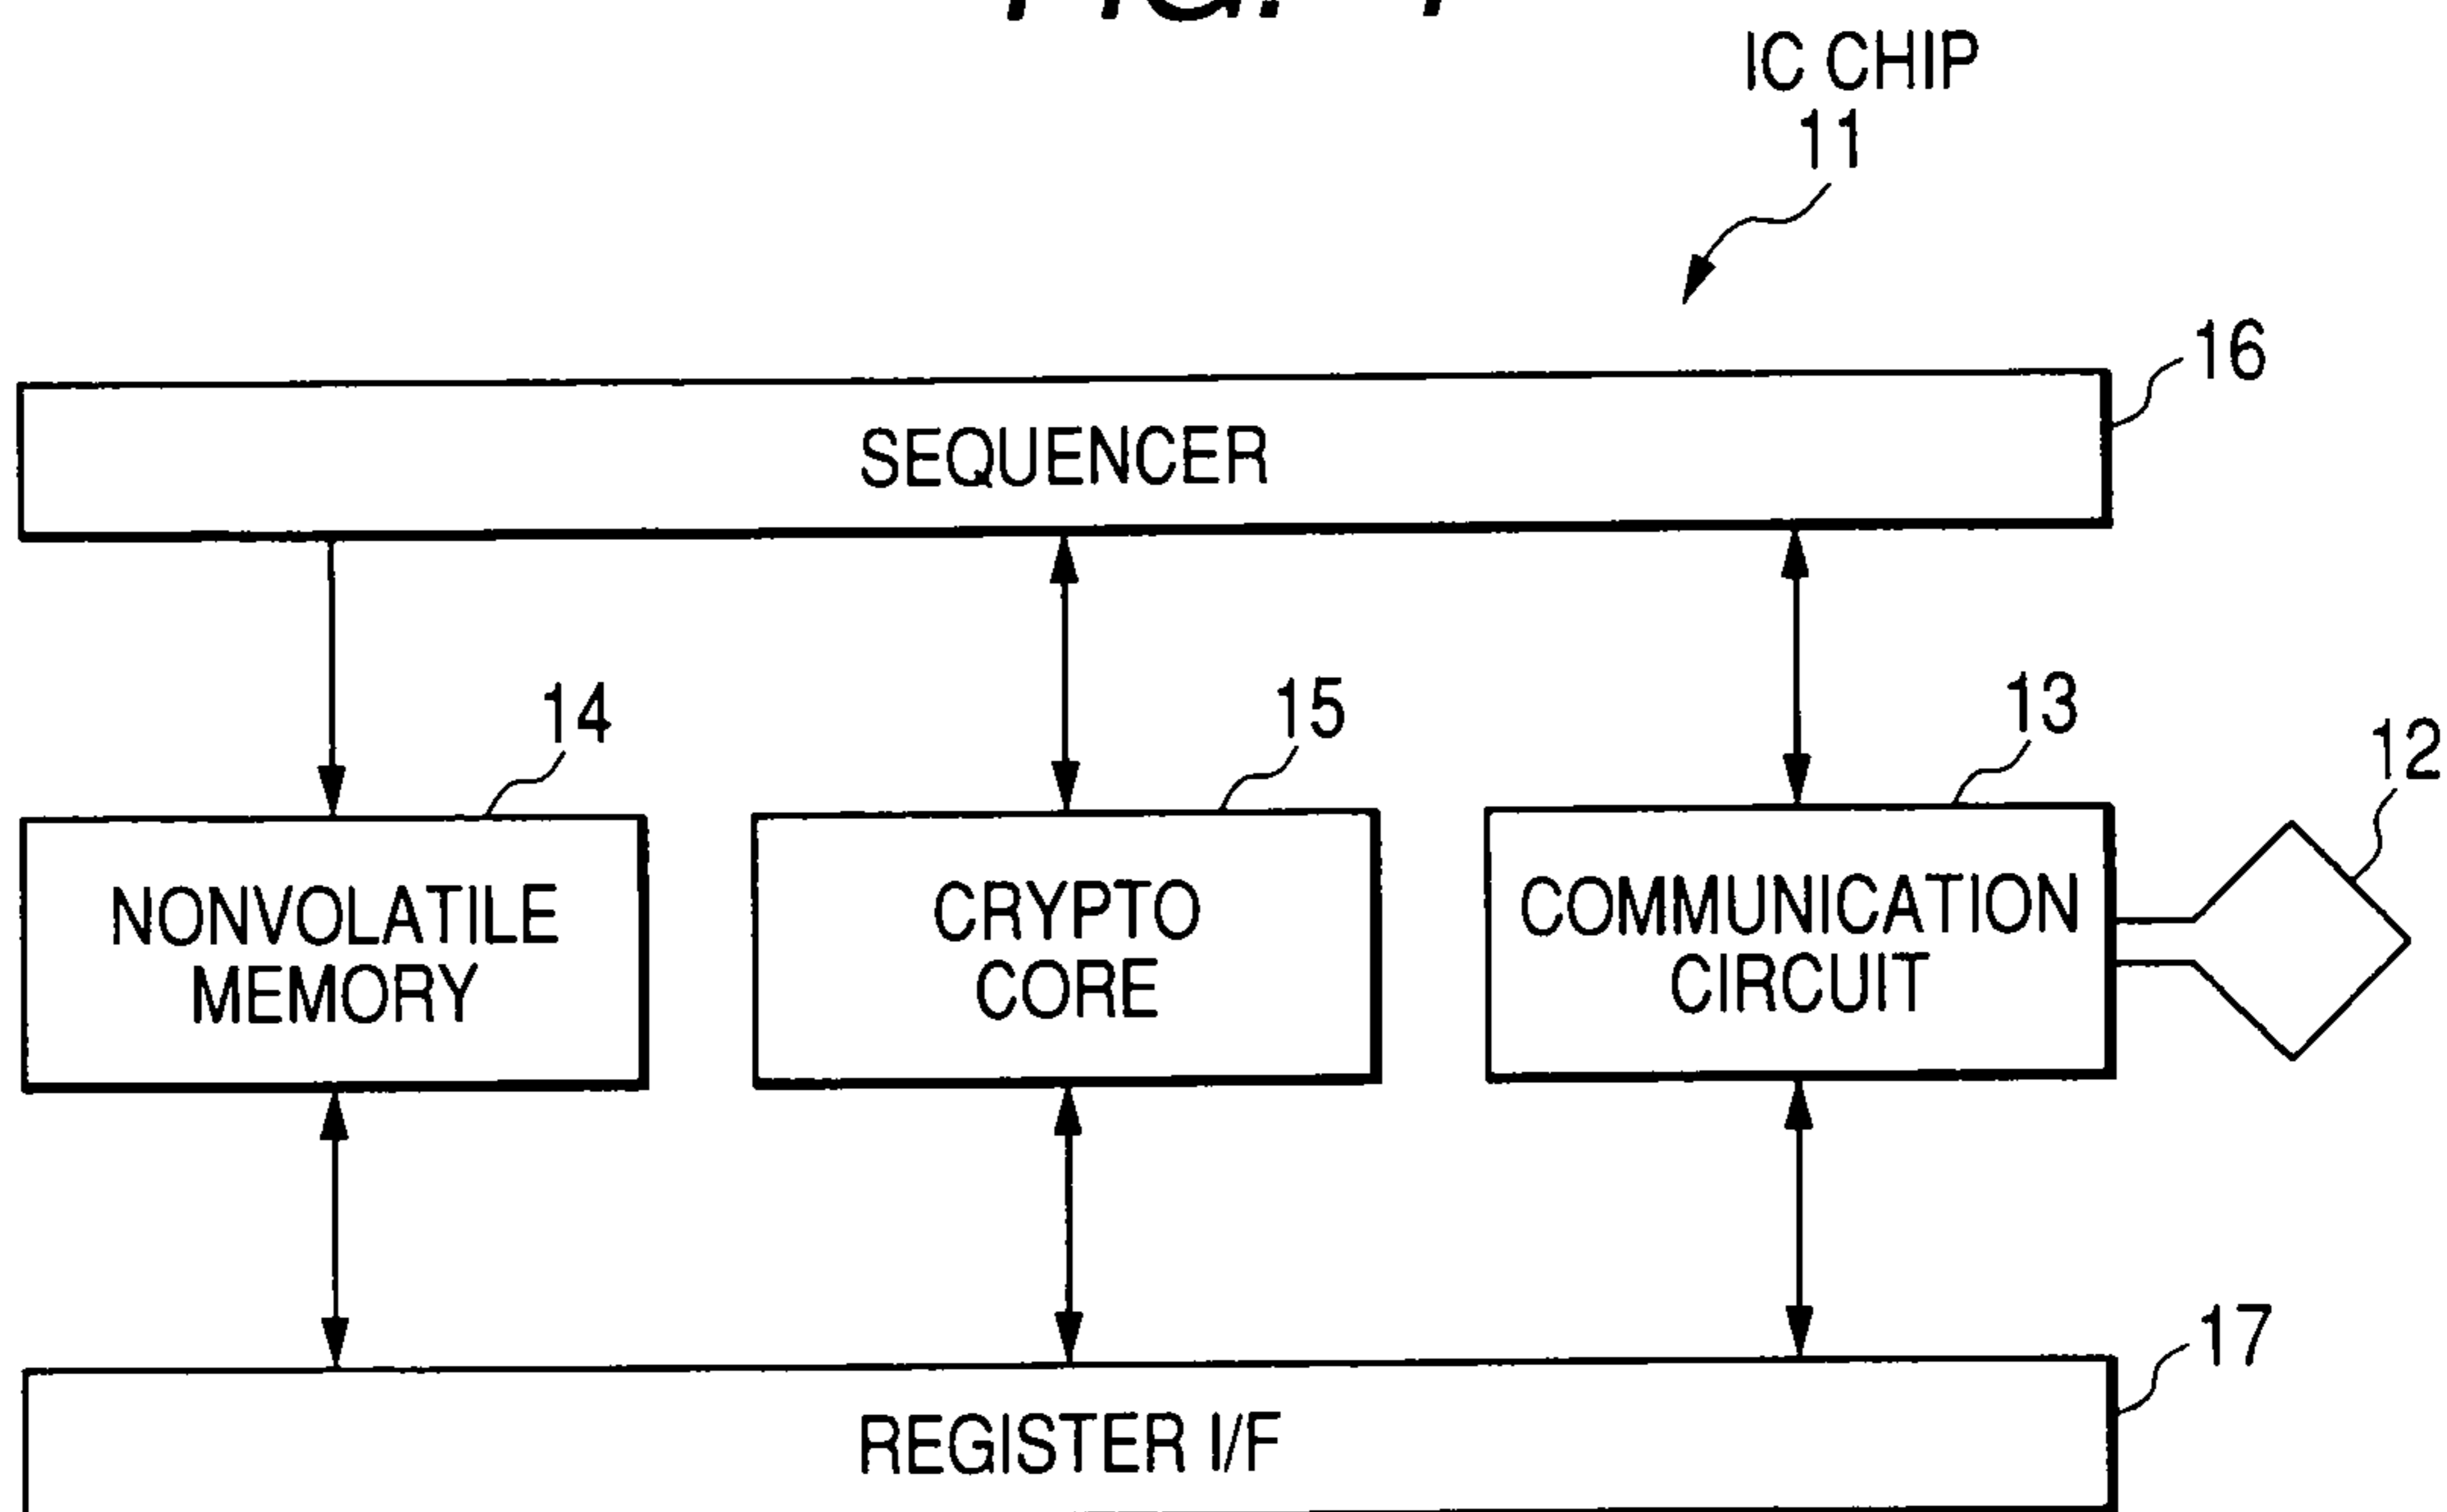 IC CHIP
11
16
SEQUENCER
14
15
13
12
NONVOLATILE
MEMORY
CRYPTO
CORE
COMMUNICATION
CIRCUIT
17
REGISTER I/F